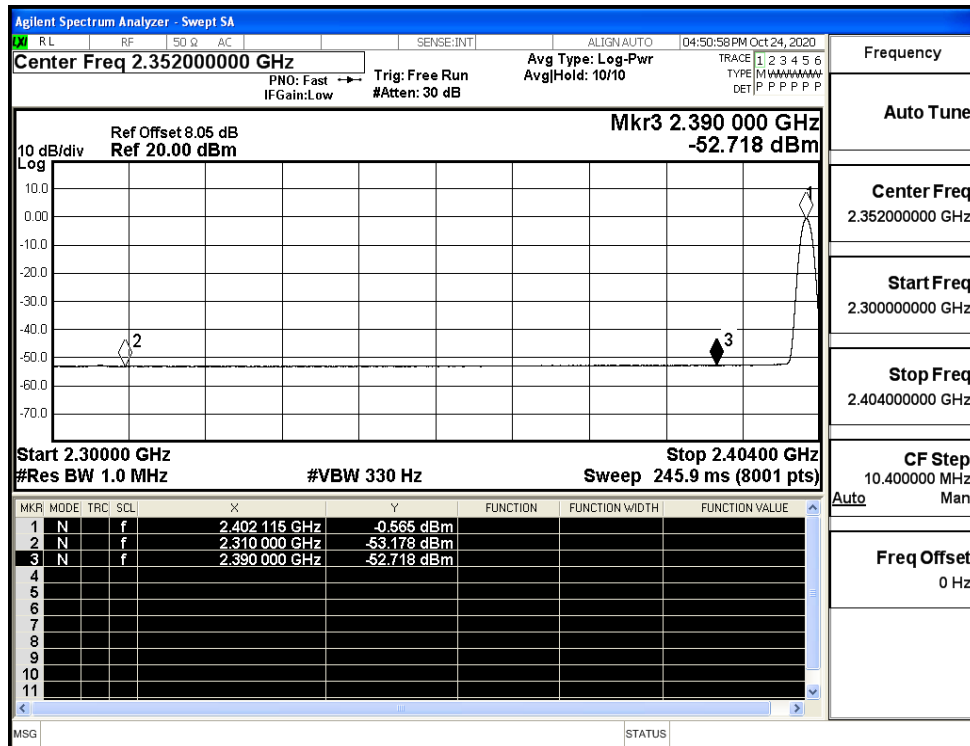 Agilent Spectrum Analyzer - Swept SA
LXI RL RF 50 Ω AC SENSE:INT ALIGN AUTO 04:50:58 PM Oct 24, 2020
Center Freq 2.352000000 GHz
PNO: Fast
IFGain:Low
Trig: Free Run
#Atten: 30 dB
Avg Type: Log-Pwr
Avg|Hold: 10/10
TRACE 1 2 3 4 5 6
TYPE M W W W W W
DET P P P P P P
Ref Offset 8.05 dB
10 dB/div Ref 20.00 dBm
Log
Mkr3 2.390 000 GHz
-52.718 dBm
10.0
0.00
-10.0
-20.0
-30.0
-40.0
-50.0
-60.0
-70.0
1
2
3
Start 2.30000 GHz Stop 2.40400 GHz
#Res BW 1.0 MHz #VBW 330 Hz Sweep 245.9 ms (8001 pts)
MKR MODE TRC SCL X Y FUNCTION FUNCTION WIDTH FUNCTION VALUE
1 N f 2.402 115 GHz -0.565 dBm
2 N f 2.310 000 GHz -53.178 dBm
3 N f 2.390 000 GHz -52.718 dBm
4
5
6
7
8
9
10
11
MSG STATUS
Frequency
Auto Tune
Center Freq
2.352000000 GHz
Start Freq
2.300000000 GHz
Stop Freq
2.404000000 GHz
CF Step
10.400000 MHz
Auto Man
Freq Offset
0 Hz